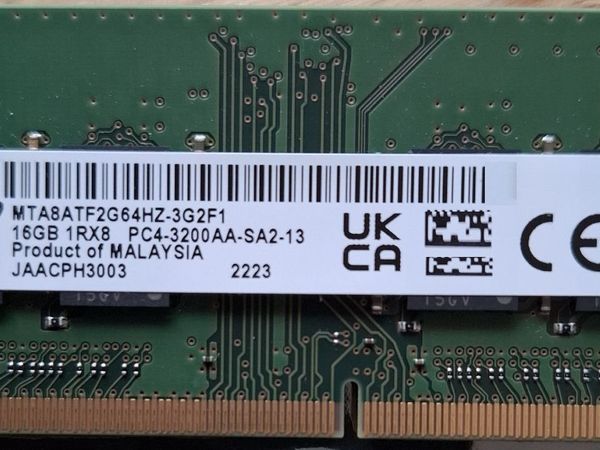 MTA8ATF2G64HZ-3G2F1
16GB 1RX8 PC4-3200AA-SA2-13
Product of MALAYSIA
JAACPH3003 2223
UK
CA
CE